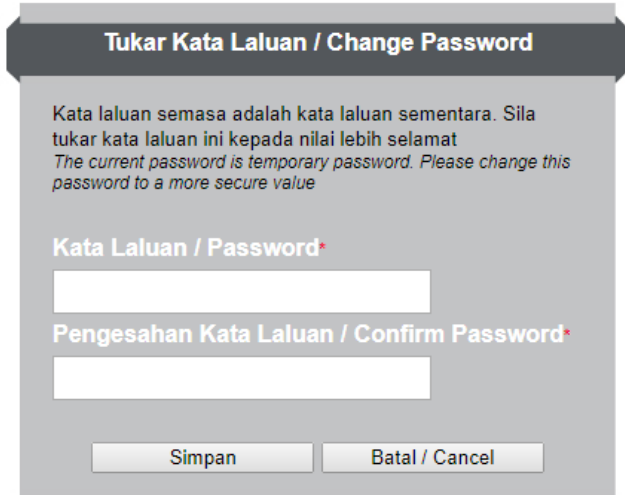 Tukar Kata Laluan / Change Password
Kata laluan semasa adalah kata laluan sementara. Sila
tukar kata laluan ini kepada nilai lebih selamat
The current password is temporary password. Please change this
password to a more secure value
Kata Laluan / Password*
Pengesahan Kata Laluan / Confirm Password*
Simpan
Batal / Cancel